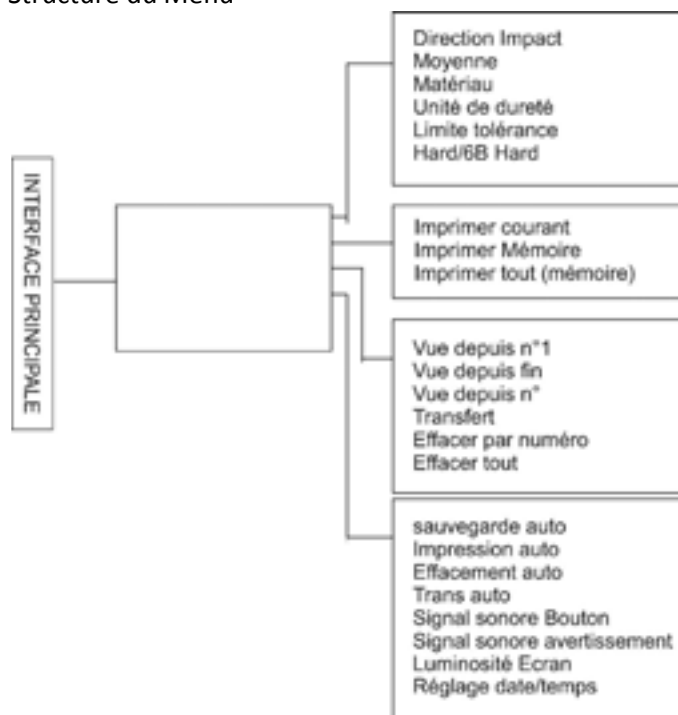 Structure du Menu
INTERFACE PRINCIPALE
Direction Impact
Moyenne
Matériau
Unité de dureté
Limite tolérance
Hard/6B Hard
Imprimer courant
Imprimer Mémoire
Imprimer tout (mémoire)
Vue depuis n°1
Vue depuis fin
Vue depuis n°
Transfert
Effacer par numéro
Effacer tout
sauvegarde auto
Impression auto
Effacement auto
Trans auto
Signal sonore Bouton
Signal sonore avertissement
Luminosité Ecran
Réglage date/temps